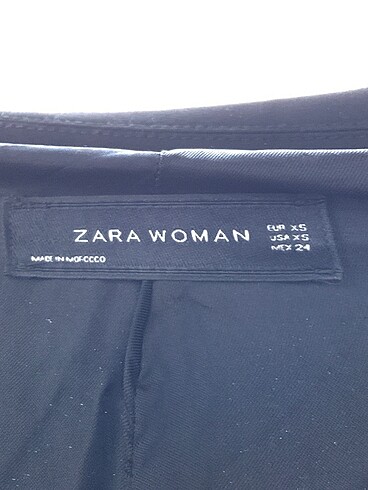 ZARA WOMAN
EUR XS
USA XS
MEX 24
MADE IN MOROCCO